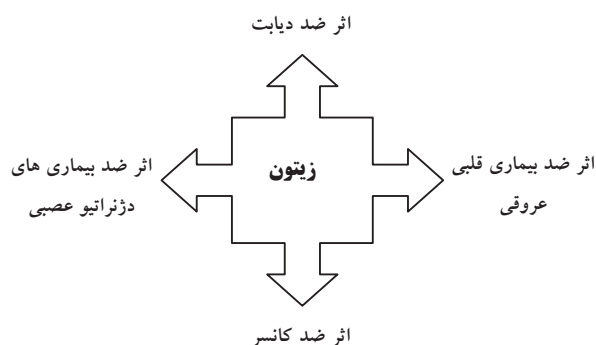 اثر ضد دیابت
اثر ضد بیماری قلبی
عروقی
زیتون
اثر ضد بیماری های
دژنراتیو عصبی
اثر ضد کانسر